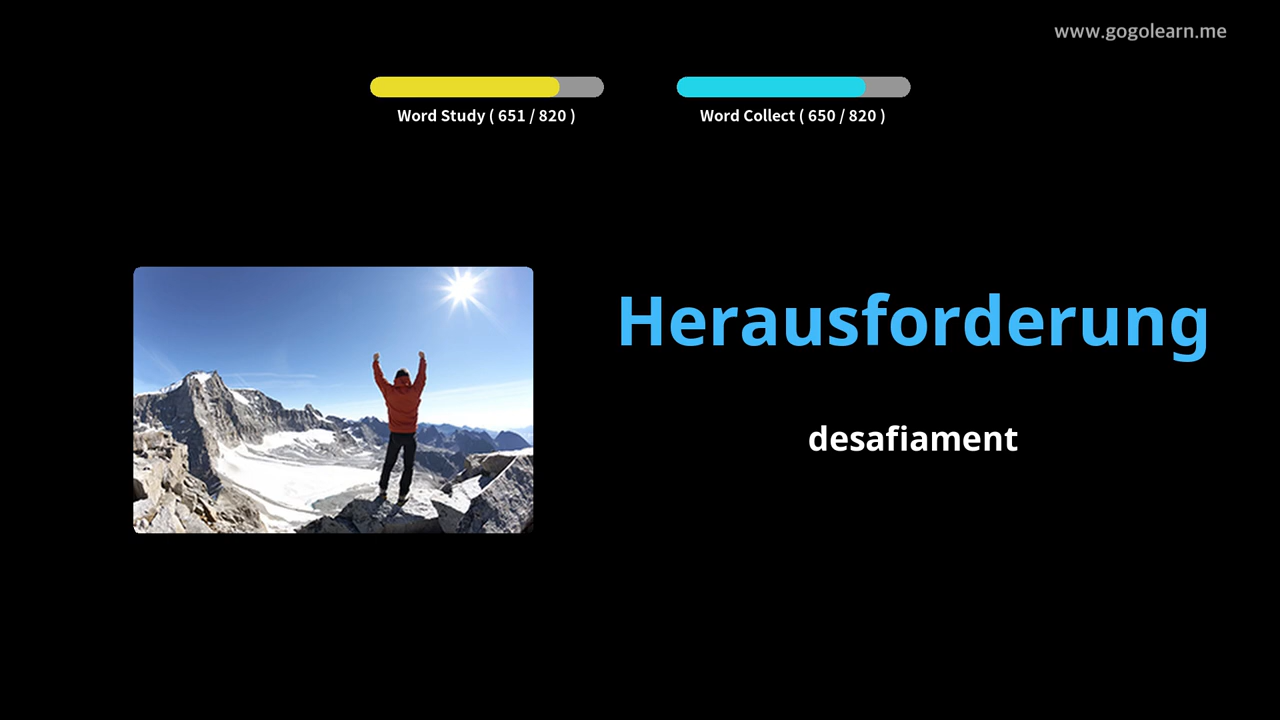 www.gogolearn.me
Word Study ( 651 / 820 )
Word Collect ( 650 / 820 )
Herausforderung
desafiament